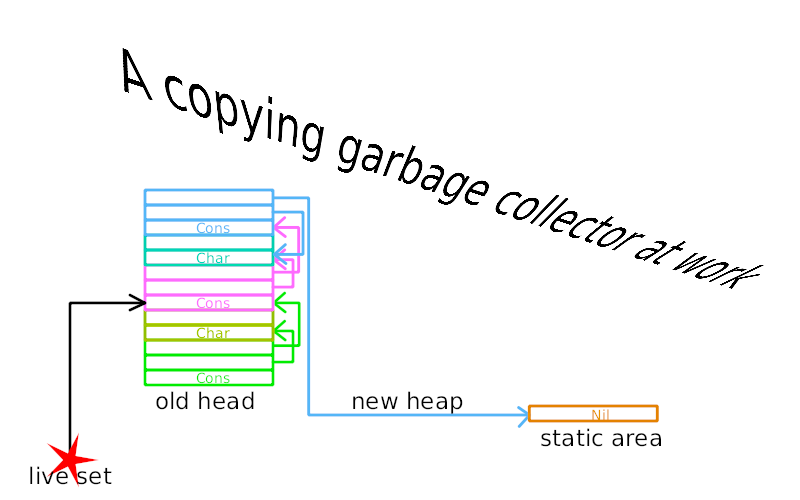 A copying garbage collector at work
Cons
Char
Cons
Char
Cons
old head
new heap
Nil
static area
live set